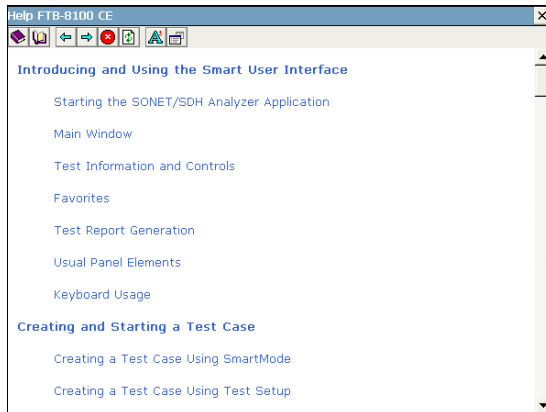 Help FTB-8100 CE
Introducing and Using the Smart User Interface
Starting the SONET/SDH Analyzer Application
Main Window
Test Information and Controls
Favorites
Test Report Generation
Usual Panel Elements
Keyboard Usage
Creating and Starting a Test Case
Creating a Test Case Using SmartMode
Creating a Test Case Using Test Setup